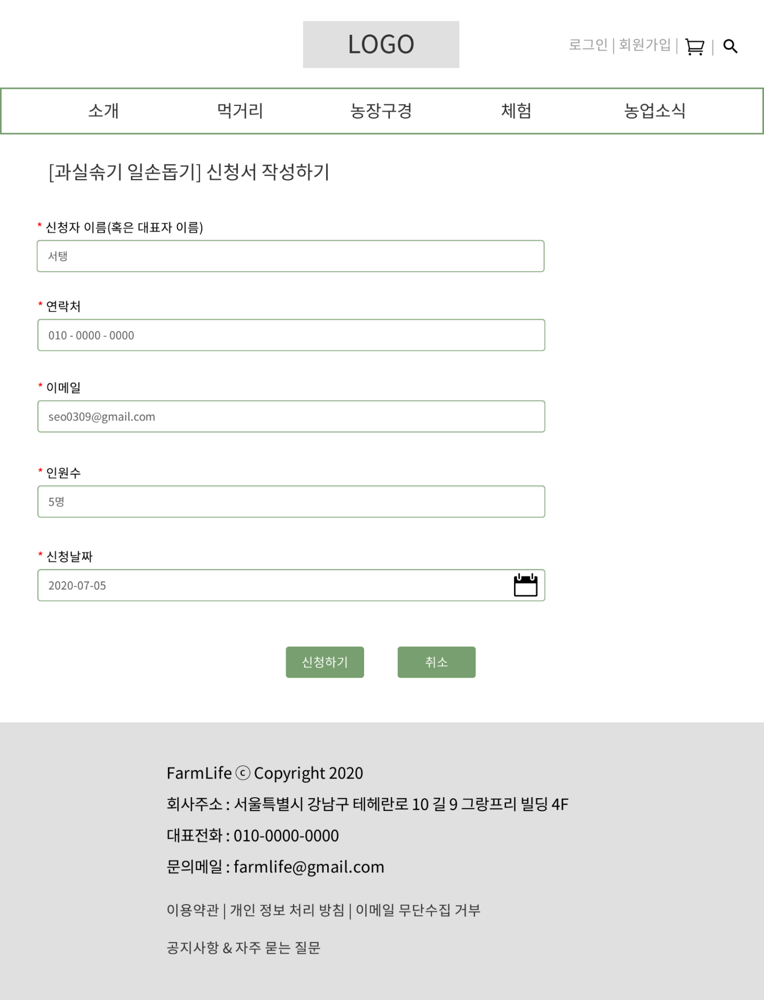 LOGO
로그인 | 회원가입 | |
소개 먹거리 농장구경 체험 농업소식
[과실솎기 일손돕기] 신청서 작성하기
* 신청자 이름(혹은 대표자 이름)
서탱
* 연락처
010 - 0000 - 0000
* 이메일
seo0309@gmail.com
* 인원수
5명
* 신청날짜
2020-07-05
신청하기 취소
FarmLife ⓒ Copyright 2020
회사주소 : 서울특별시 강남구 테헤란로 10 길 9 그랑프리 빌딩 4F
대표전화 : 010-0000-0000
문의메일 : farmlife@gmail.com
이용약관 | 개인 정보 처리 방침 | 이메일 무단수집 거부
공지사항 & 자주 묻는 질문